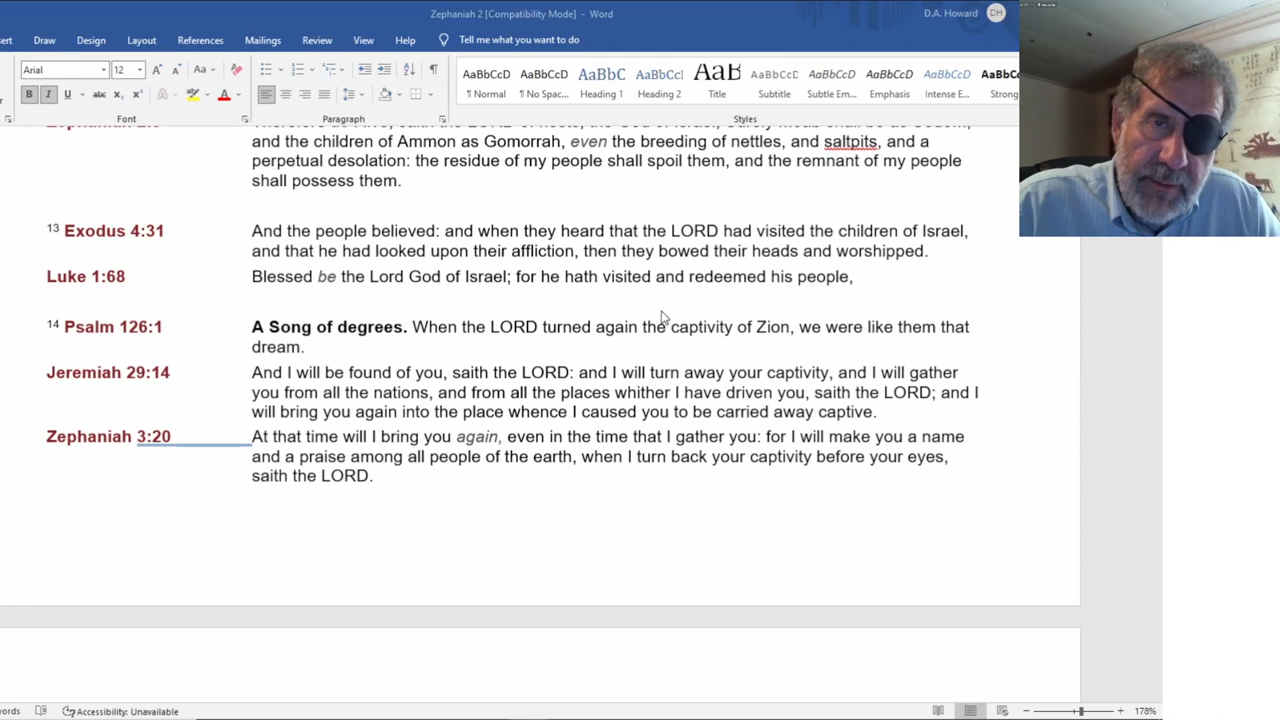 Zephaniah 2 [Compatibility Mode] - Word
D.A. Howard
DH
Draw Design Layout References Mailings Review View Help Tell me what you want to do
Arial 12 Aa
AaBbCcD AaBbCcD AaBbC AaBbCcI AaB AaBbCcD AaBbCcD AaBbCcD AaBbCcD AaBbCc
¶ Normal ¶ No Spac... Heading 1 Heading 2 Title Subtitle Subtle Em... Emphasis Intense E... Strong
B I U abc X₂ X² A A
Font Paragraph Styles
and the children of Ammon as Gomorrah, even the breeding of nettles, and saltpits, and a
perpetual desolation: the residue of my people shall spoil them, and the remnant of my people
shall possess them.
13 Exodus 4:31 And the people believed: and when they heard that the LORD had visited the children of Israel,
and that he had looked upon their affliction, then they bowed their heads and worshipped.
Luke 1:68 Blessed be the Lord God of Israel; for he hath visited and redeemed his people,
14 Psalm 126:1 A Song of degrees. When the LORD turned again the captivity of Zion, we were like them that
dream.
Jeremiah 29:14 And I will be found of you, saith the LORD: and I will turn away your captivity, and I will gather
you from all the nations, and from all the places whither I have driven you, saith the LORD; and I
will bring you again into the place whence I caused you to be carried away captive.
Zephaniah 3:20 At that time will I bring you again, even in the time that I gather you: for I will make you a name
and a praise among all people of the earth, when I turn back your captivity before your eyes,
saith the LORD.
Accessibility: Unavailable
178%